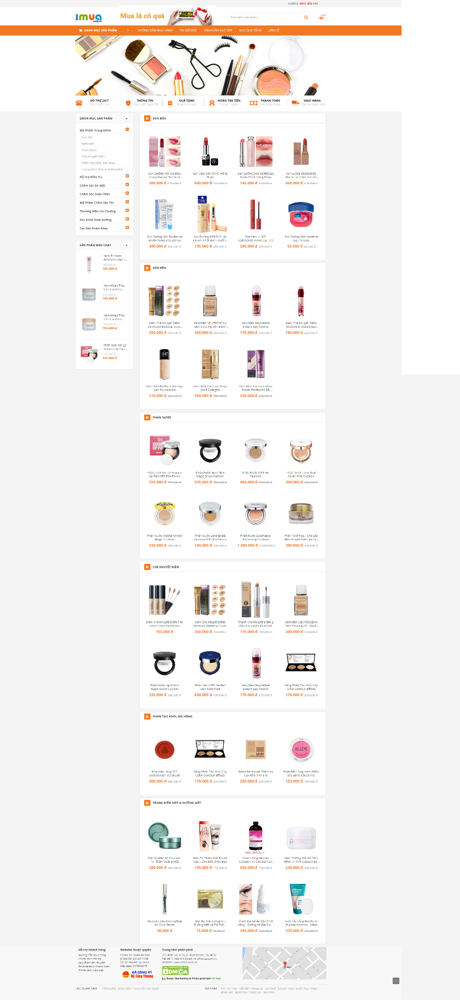 Hotline: 0911 403 114
Imua
.com.vn
Mua là có quà
Tìm kiếm sản phẩm...
DANH MỤC SẢN PHẨM
HƯỚNG DẪN MUA HÀNG
TIN NỔI BẬT
SẢN PHẨM SALE OFF
KHO QUÀ TẶNG
LIÊN HỆ
HỖ TRỢ 24/7
0911 403 114
THÔNG TIN
Bảo mật tuyệt đối
QUÀ TẶNG
Mua là có quà
HOÀN TRẢ TIỀN
Trong 7 ngày
THANH TOÁN
Khi nhận hàng
GIAO HÀNG
Tận nơi toàn quốc
DANH MỤC SẢN PHẨM
Mỹ Phẩm Trang Điểm
Son Môi
Kem Nền
Phấn Nước
Che Khuyết Điểm
Phấn Tạo Khối, Má hồng
Trang Điểm Mắt & Dưỡng Mắt
Hỗ Trợ Điều Trị
Chăm Sóc Da Mặt
Chăm Sóc Toàn Thân
Mỹ Phẩm Chăm Sóc Tóc
Thương Hiệu Ưa Chuộng
Sức Khỏe Dinh Dưỡng
Các Sản Phẩm Khác
SẢN PHẨM BÁN CHẠY
Kem Trị Nám
Achromin Nga -...
165.000 đ
Kem Nhau Thai
Cừu Careline...
210.000 đ
155.000 đ
Kem Nhau Thai
Cừu Careline...
180.000 đ
155.000 đ
Phấn tươi Ver 22
Bounce Up Pact...
375.000 đ
325.000 đ
SON MÔI
Son Dưỡng Môi Có Màu
Ecosy Nature Tint Stick...
200.000 đ 270.000 đ
Son Dior 999 Chính Hãng
Pháp
600.000 đ 715.000 đ
Son Dưỡng Dior Addict Lip
Glow Chính Hãng Pháp
745.000 đ 920.000 đ
Son Lì 3CE Stylenanda
Matte Lip Color Son Vỏ...
450.000 đ 520.000 đ
Son Dưỡng Môi Bioderma
Atoderm Baume Lèvres
300.000 đ 350.000 đ
Son Dưỡng Môi DHC Lip
Cream Nhật Bản - Dưỡn...
195.000 đ 250.000 đ
Son Kem Lì 3CE
Stylenanda Velvet Lip Tint
295.000 đ 380.000 đ
Son Dưỡng Môi Vaseline
Lip Therapy
65.000 đ 85.000 đ
KEM NỀN
Kem Che Khuyết Điểm
Dermacol Makeup Cove...
250.000 đ 310.000 đ
Kem Nền NEUTROGENA
Skin Clearing Oil - Dành...
200.000 đ 250.000 đ
Kem Nền Maybelline
Instant Age Rewind
170.000 đ 210.000 đ
Kem Che Khuyết Điểm
Maybeline Instant Age...
180.000 đ 220.000 đ
Kem Nền Revlon Colorstay
24h Foundation
215.000 đ 245.000 đ
Kem Nền The Face Shop
Gold Collagen
350.000 đ 380.000 đ
Kem Nền The Face Shop
Power Perfection BB...
320.000 đ 420.000 đ
PHẤN NƯỚC
Phấn Tươi Ver 22 Bounce
Up Pact SPF 50+/PA+++
325.000 đ 375.000 đ
Phấn Nước April Skin
Magic Snow Cushion
335.000 đ 380.000 đ
Phấn Nước IOPE Air
Cushion
450.000 đ 650.000 đ
Phấn Nước Lime Real
Cover Pink Cushion
300.000 đ 360.000 đ
Phấn Nước Missha Minion
Magic Cushion
320.000 đ 380.000 đ
Phấn Nước Laneige BB
Cushion SPF 50+/PA+++
740.000 đ 780.000 đ
Phấn Nước Sulwhasoo
Perfecting Cushion...
1.200.000 đ 1.400.000 đ
Phấn Tươi Pizu - Che Lấp
Mọi Khuyết Điểm Và Là...
390.000 đ 450.000 đ
CHE KHUYẾT ĐIỂM
Kem Che Khuyết Điểm The
Saem Cover Perfection
155.000 đ
Kem Che Khuyết Điểm
Dermacol Makeup Cove...
250.000 đ 310.000 đ
Thanh Che Khuyết Điểm 2
Đầu Concealer Dual Veil
170.000 đ 200.000 đ
Kem Nền NEUTROGENA
Skin Clearing Oil - Dành...
200.000 đ 250.000 đ
Phấn Nước April Skin
Magic Snow Cushion
335.000 đ 380.000 đ
Phấn Nén IOPE Perfect
Skin Twin Pact
650.000 đ 700.000 đ
Kem Nền Maybelline
Instant Age Rewind
170.000 đ 210.000 đ
Bảng Phấn Tạo Khối City
Color Contour Effects
170.000 đ 210.000 đ
PHẤN TẠO KHỐI, MÁ HỒNG
Phấn Má Hồng 3CE
Stylenanda Face Blush
300.000 đ 430.000 đ
Bảng Phấn Tạo Khối City
Color Contour Effects
170.000 đ 210.000 đ
Kem Che Khuyết Điểm Và
Tạo Khối NYX 6 Ô
250.000 đ 290.000 đ
BELLEME
Phấn Má Hồng Kem ABBA
Shy Smile Cheek Pot
155.000 đ 180.000 đ
TRANG ĐIỂM MẮT & DƯỠNG MẮT
Mặt Nạ Mắt JM Solution -
Trị Thâm Quầng Mắt
280.000 đ 340.000 đ
Kem Trị Thâm Mắt Klirvin
Nga – Cho Mắt Khỏe Đẹp
145.000 đ 175.000 đ
MẪU MỚI 2019
Nước Uống Neocell
Collagen +C Cho Da Tươ...
650.000 đ 700.000 đ
Kem Dưỡng Mắt G9 Skin
White In Milk Capsule Ey...
245.000 đ 295.000 đ
Mascara Dầu Dừa Dưỡng
Mi Coco Secret
30.000 đ
Mặt Nạ Mắt Collagen -
Dưỡng Mắt Và Trị Thâ...
15.000 đ 20.000 đ
Thuốc Dài Mi Ấn Độ Chính
Hãng - Dưỡng Mi Dài Co...
245.000 đ 320.000 đ
Kem Tẩy Lông Missha In
Shower Comfort - Năm...
220.000 đ 250.000 đ
Hỗ trợ khách hàng
Hướng dẫn mua hàng
Chính sách đổi trả
Quy định vận chuyển
Phương thức thanh toán
Chính sách bảo mật
Website thuộc quyền
CÔNG TY TNHH HV NET
ĐKKD Số: 0313411135
Do Sở KH&ĐT Tp. HCM
Cấp ngày 24/08/2015
ĐÃ ĐĂNG KÝ
Bộ Công Thương
Trung tâm phân phối
255 Bình Lợi, P.13, Q. Bình Thạnh, Tp. HCM
Tel: 0911 403 114 Email: info@imua.com.vn
Website: www.imua.com.vn
PROTECTED BY
DMCA
Được Marketing & Phân phối bởi HV Net
TAG QUAN TÂM:
Phấn phủ - phấn nền | Son môi Hàn Quốc
TÌM KIẾM:
kem trị mụn | sữa tắm trắng da | son môi | Serum | son | nước hoa hồng |
giảm cân | giảm béo | tăng cân | son môi